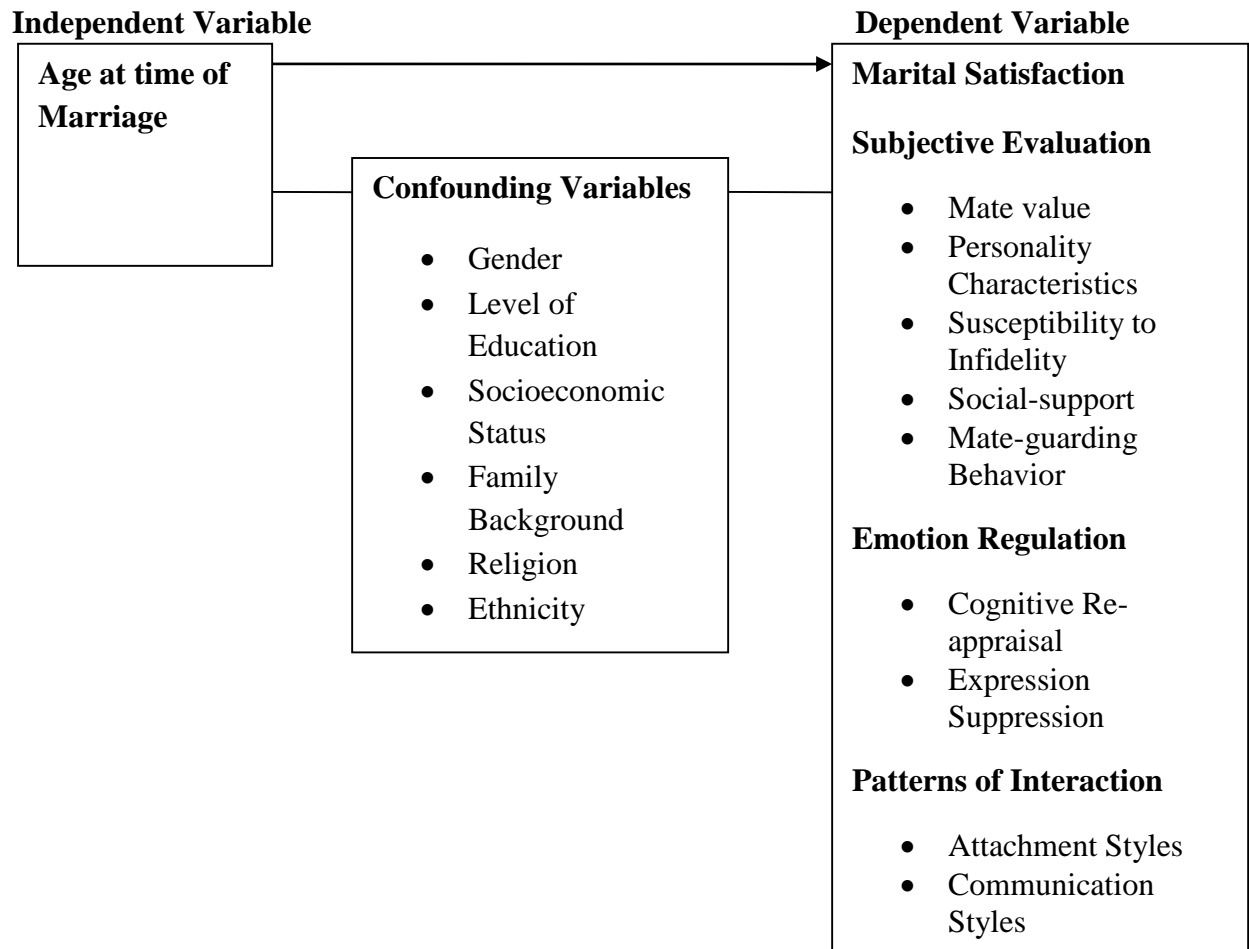 Independent Variable
Age at time of
Marriage
Confounding Variables
• Gender
• Level of
Education
• Socioeconomic
Status
• Family
Background
• Religion
• Ethnicity
Dependent Variable
Marital Satisfaction
Subjective Evaluation
• Mate value
• Personality
Characteristics
• Susceptibility to
Infidelity
• Social-support
• Mate-guarding
Behavior
Emotion Regulation
• Cognitive Re-
appraisal
• Expression
Suppression
Patterns of Interaction
• Attachment Styles
• Communication
Styles